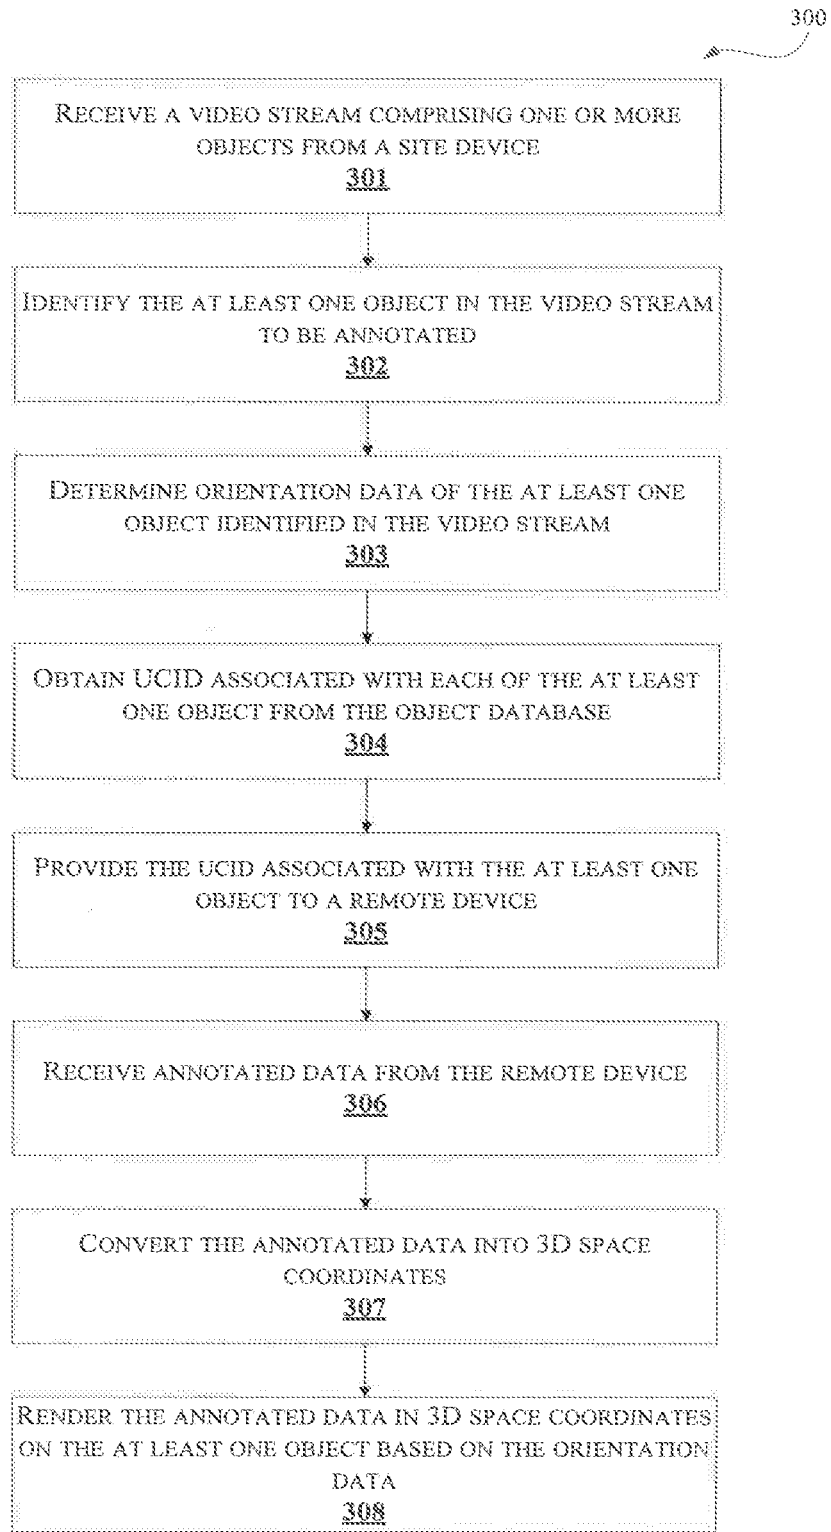 300
RECEIVE A VIDEO STREAM COMPRISING ONE OR MORE
OBJECTS FROM A SITE DEVICE
301
IDENTIFY THE AT LEAST ONE OBJECT IN THE VIDEO STREAM
TO BE ANNOTATED
302
DETERMINE ORIENTATION DATA OF THE AT LEAST ONE
OBJECT IDENTIFIED IN THE VIDEO STREAM
303
OBTAIN UCID ASSOCIATED WITH EACH OF THE AT LEAST
ONE OBJECT FROM THE OBJECT DATABASE
304
PROVIDE THE UCID ASSOCIATED WITH THE AT LEAST ONE
OBJECT TO A REMOTE DEVICE
305
RECEIVE ANNOTATED DATA FROM THE REMOTE DEVICE
306
CONVERT THE ANNOTATED DATA INTO 3D SPACE
COORDINATES
307
RENDER THE ANNOTATED DATA IN 3D SPACE COORDINATES
ON THE AT LEAST ONE OBJECT BASED ON THE ORIENTATION
DATA
308